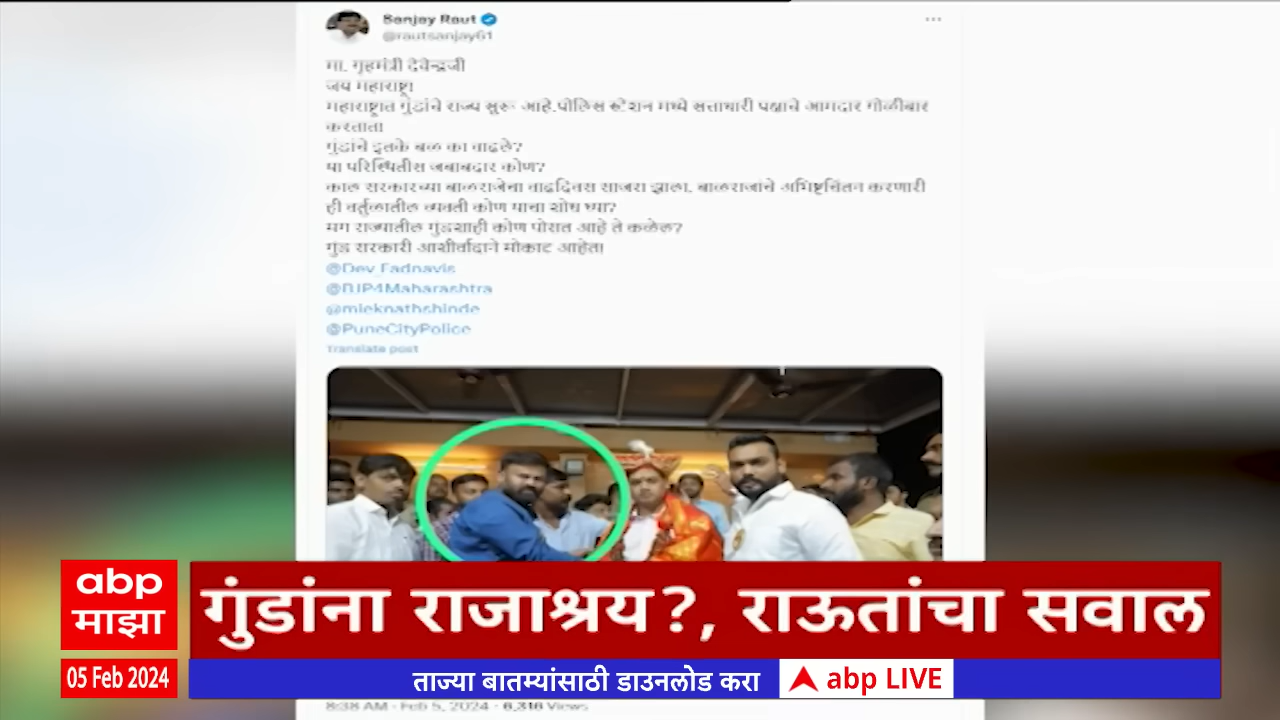 Sanjay Raut
@rautsanjay61
मा. गृहमंत्री देवेन्द्रजी
जय महाराष्ट्र!
महाराष्ट्रात गुंडांचे राज्य सुरू आहे.पोलिस स्टेशन मध्ये सत्ताधारी पक्षाचे आमदार गोळीबार
करतात!
गुंडांचे इतके बळ का वाढले?
या परिस्थितीस जबाबदार कोण?
काल सरकारच्या बाळराजेंचा वाढदिवस साजरा झाला. बाळराजांचे अभिष्टचिंतन करणारी
ही वर्तुळातील व्यक्ती कोण याचा शोध घ्या?
मग राज्यातील गुंडशाही कोण पोसत आहे ते कळेल?
गुंड सरकारी आशीर्वादाने मोकाट आहेत!
@Dev_Fadnavis
@BJP4Maharashtra
@mieknathshinde
@PuneCityPolice
Translate post
abp
माझा
गुंडांना राजाश्रय?, राऊतांचा सवाल
05 Feb 2024
ताज्या बातम्यांसाठी डाउनलोड करा
abp LIVE
8:38 AM · Feb 5, 2024 · 6,316 Views